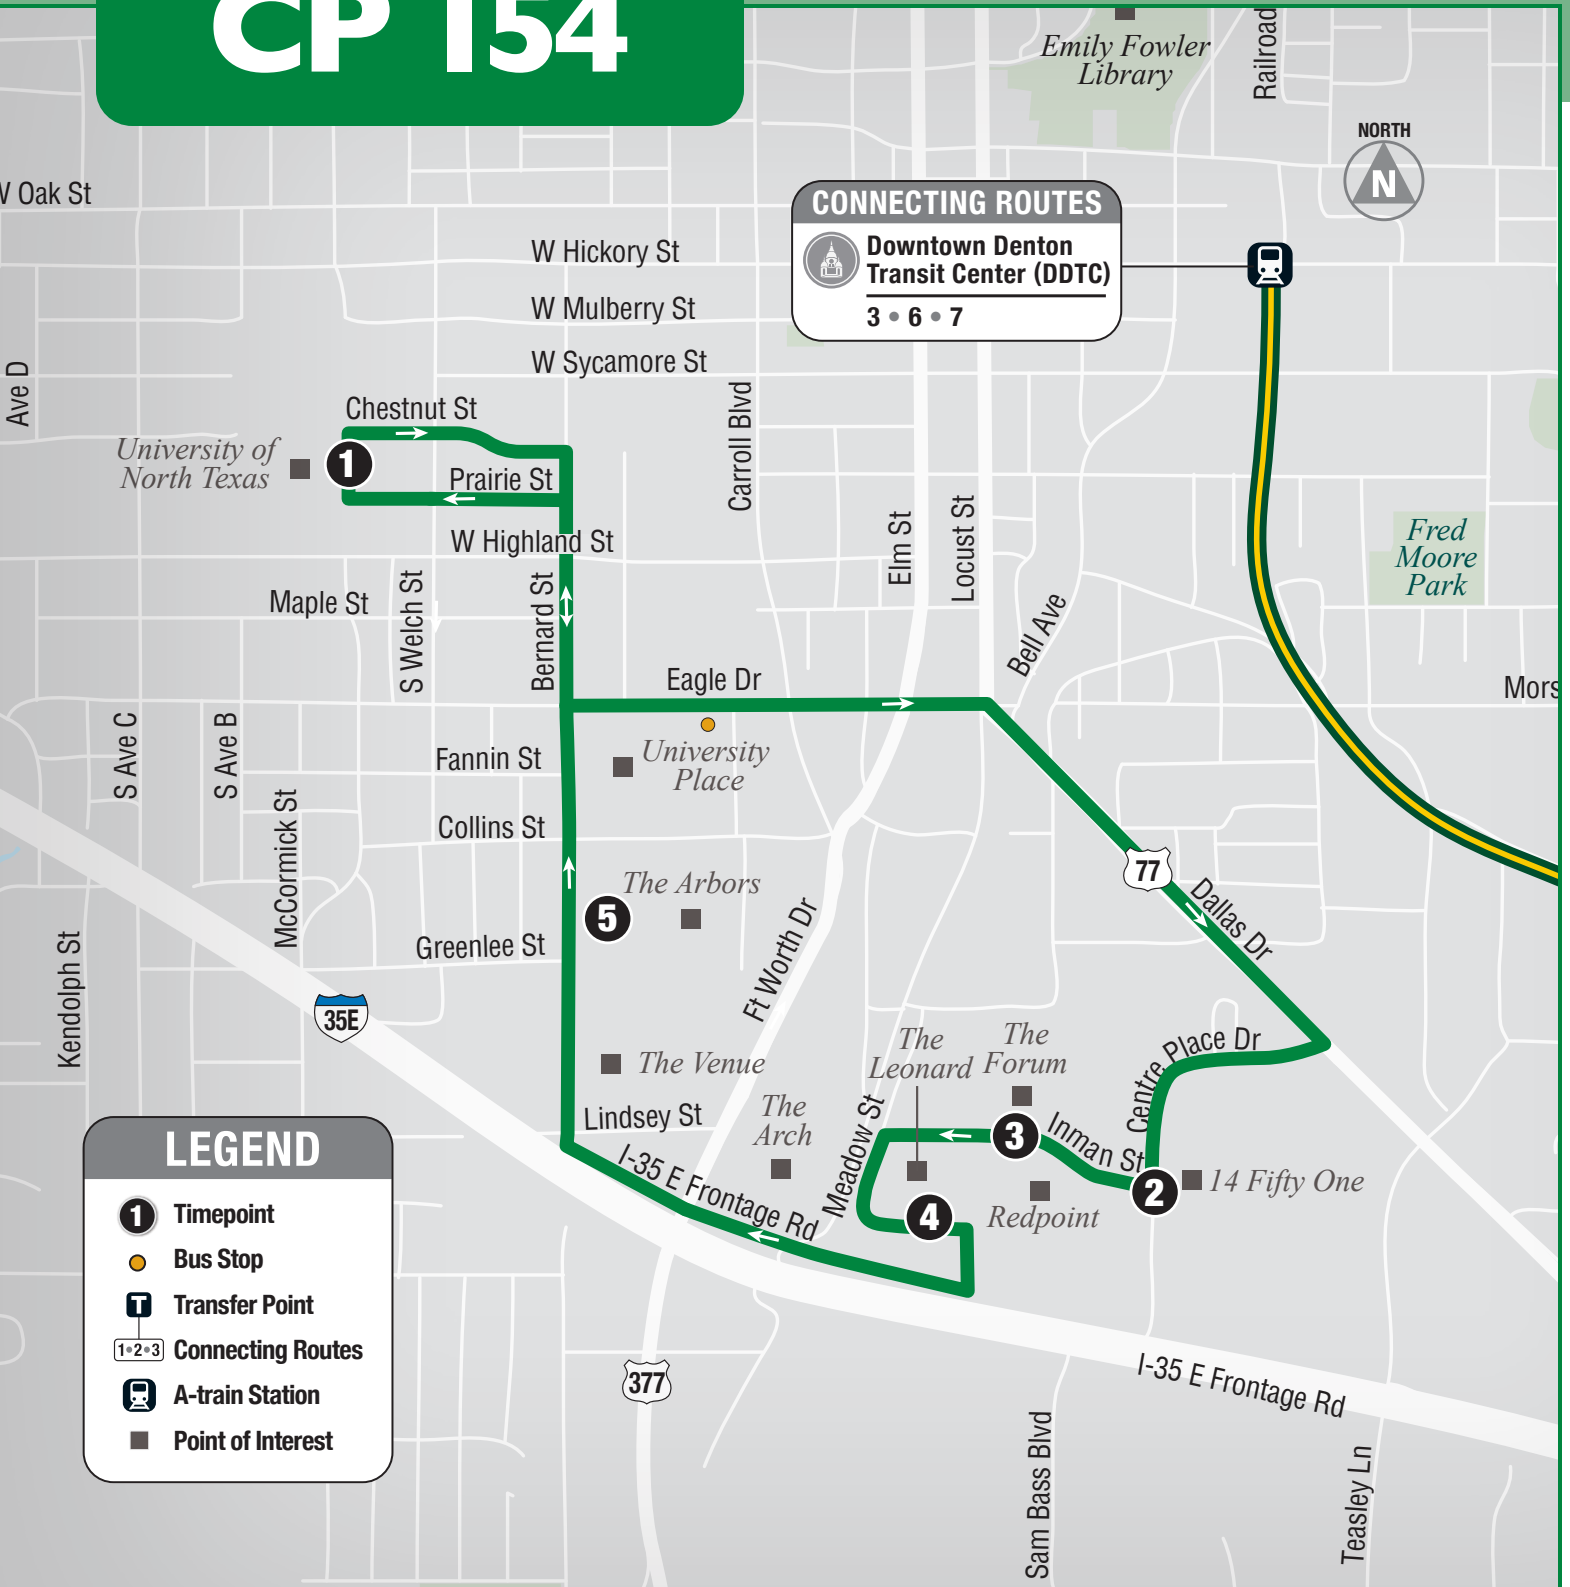 CP 154
Emily Fowler
Library
Railroad
NORTH
N
Oak St
CONNECTING ROUTES
Downtown Denton
Transit Center (DDTC)
3 • 6 • 7
W Hickory St
W Mulberry St
W Sycamore St
Ave D
Chestnut St
Carroll Blvd
University of
North Texas
1
Prairie St
W Highland St
Elm St
Locust St
Fred
Moore
Park
Maple St
S Welch St
Bernard St
Bell Ave
Eagle Dr
Mors
S Ave C
S Ave B
Fannin St
University
Place
McCormick St
Collins St
77
Dallas Dr
The Arbors
5
Ft Worth Dr
Greenlee St
Kendolph St
35E
The Venue
The
Leonard
The
Forum
Centre Place Dr
Lindsey St
The
Arch
Meadow St
3
Inman St
2
14 Fifty One
Redpoint
4
I-35 E Frontage Rd
LEGEND
1 Timepoint
Bus Stop
T Transfer Point
1•2•3 Connecting Routes
A-train Station
Point of Interest
377
I-35 E Frontage Rd
Sam Bass Blvd
Teasley Ln